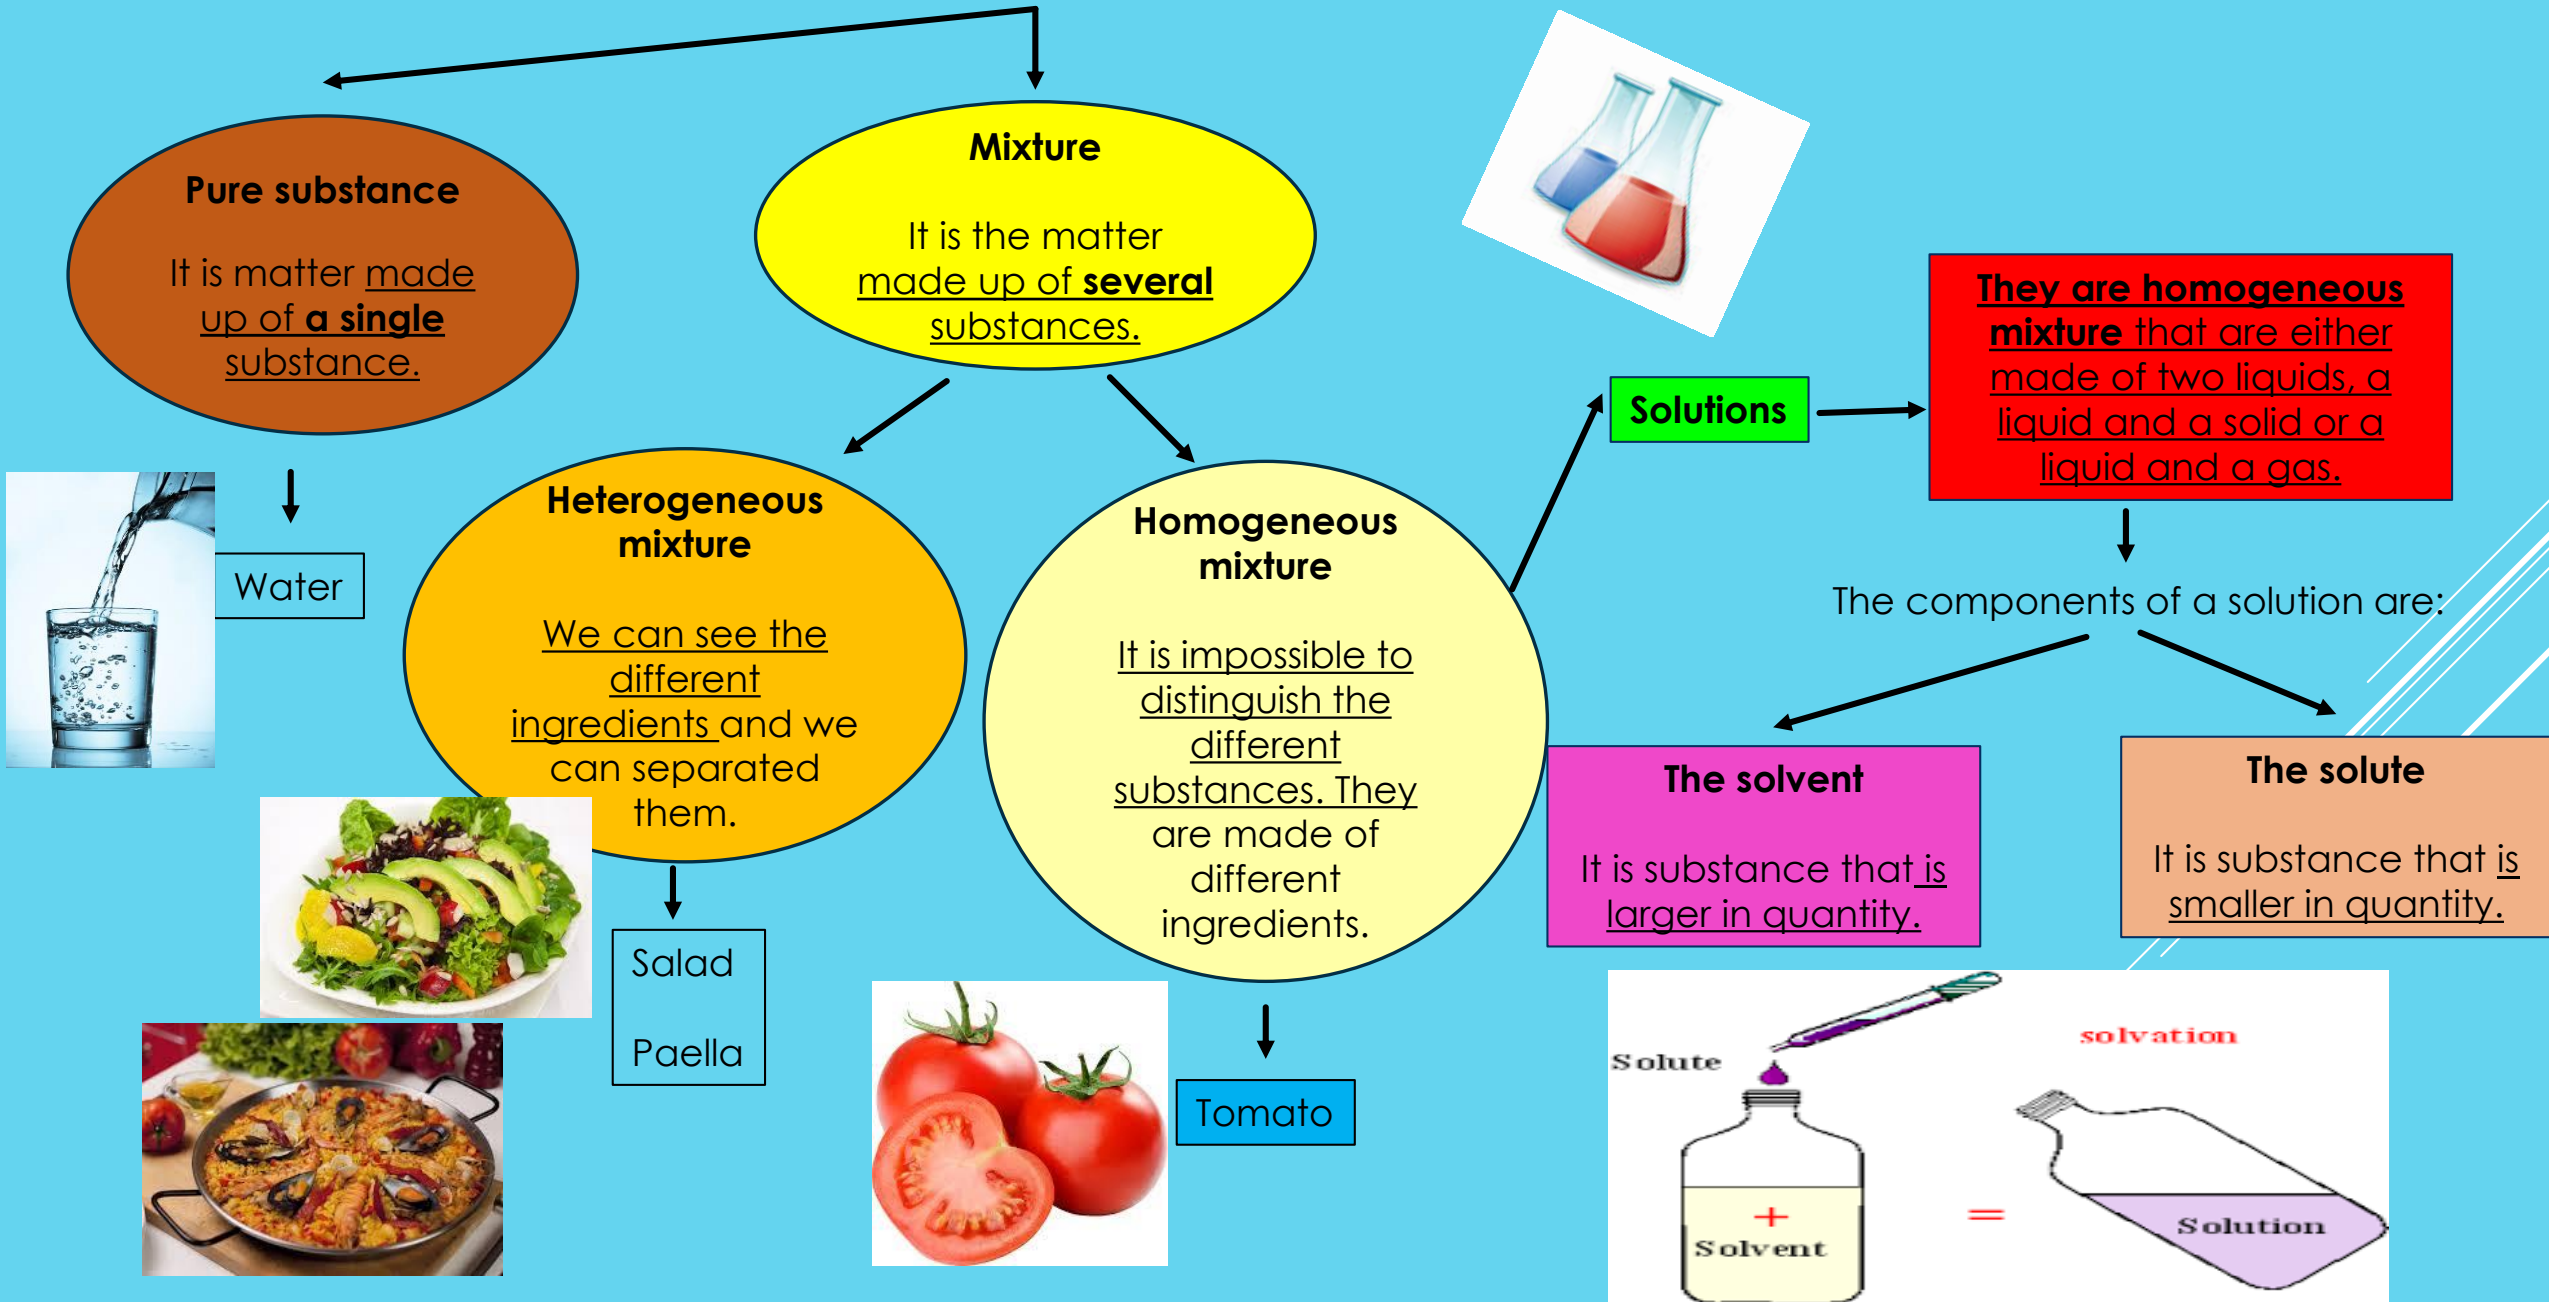 Pure substance
It is matter made
up of a single
substance.
Mixture
It is the matter
made up of several
substances.
Water
Heterogeneous
mixture
We can see the
different
ingredients and we
can separated
them.
Salad
Paella
Homogeneous
mixture
It is impossible to
distinguish the
different
substances. They
are made of
different
ingredients.
Tomato
Solutions
They are homogeneous
mixture that are either
made of two liquids, a
liquid and a solid or a
liquid and a gas.
The components of a solution are:
The solvent
It is substance that is
larger in quantity.
The solute
It is substance that is
smaller in quantity.
Solute
solvation
+
Solvent
=
Solution